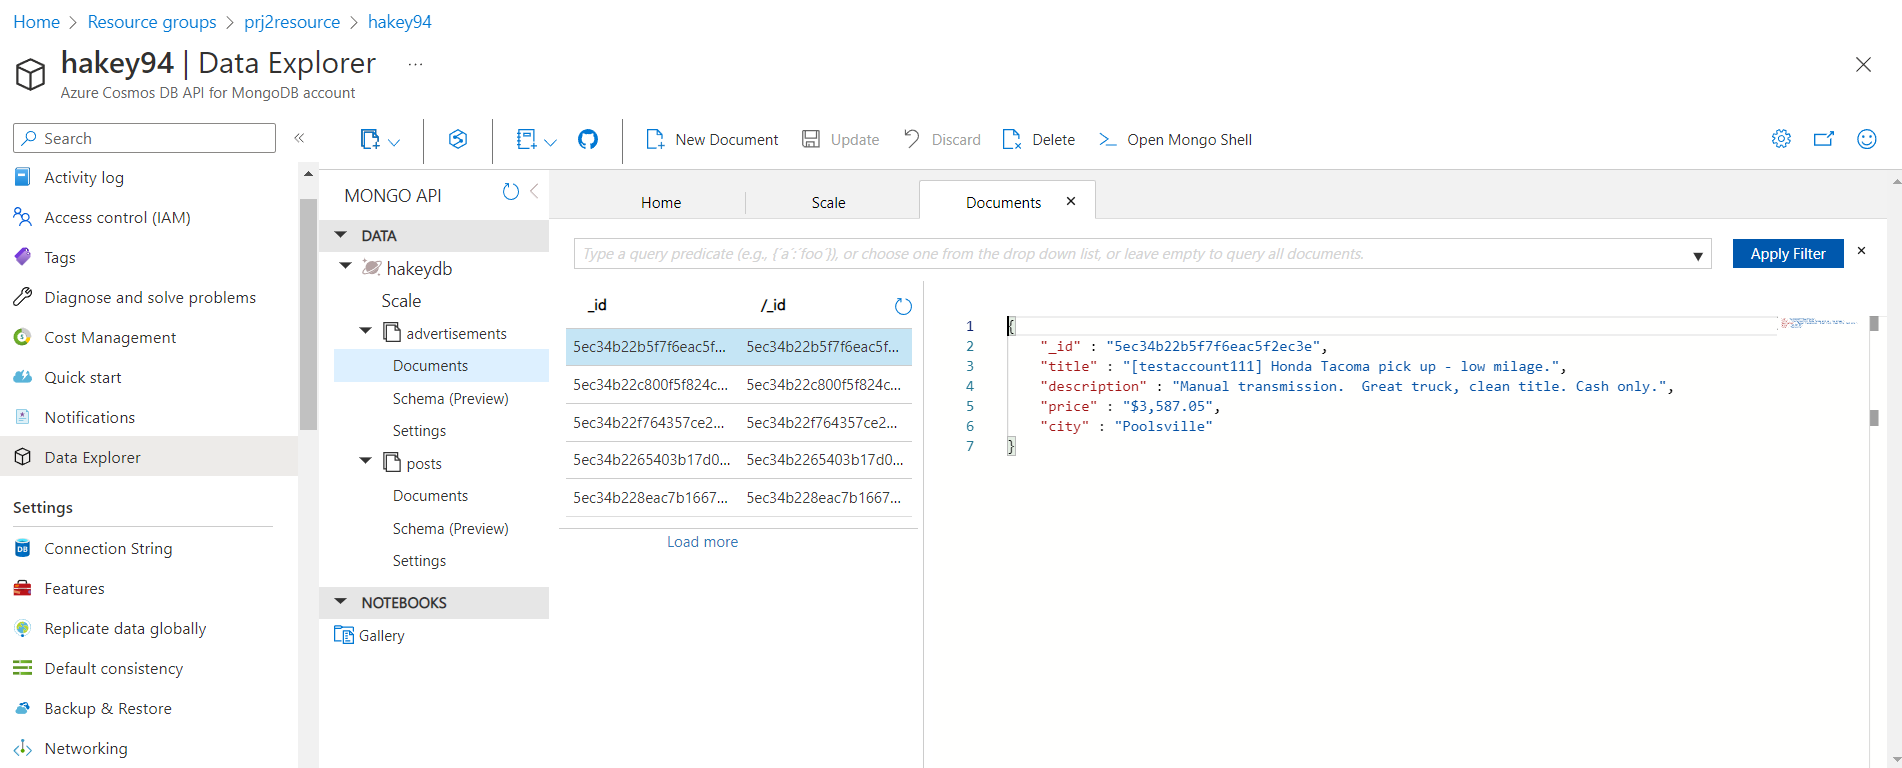 Home > Resource groups > prj2resource > hakey94
hakey94 | Data Explorer ...
Azure Cosmos DB API for MongoDB account
Search
«
New Document
Update
Discard
Delete
Open Mongo Shell
Activity log
Access control (IAM)
Tags
Diagnose and solve problems
Cost Management
Quick start
Notifications
Data Explorer
Settings
Connection String
Features
Replicate data globally
Default consistency
Backup & Restore
Networking
MONGO API
DATA
hakeydb
Scale
advertisements
Documents
Schema (Preview)
Settings
posts
Documents
Schema (Preview)
Settings
NOTEBOOKS
Gallery
Home
Scale
Documents
Type a query predicate (e.g., {´a´:´foo´}), or choose one from the drop down list, or leave empty to query all documents.
Apply Filter
_id /_id
5ec34b22b5f7f6eac5f... 5ec34b22b5f7f6eac5f...
5ec34b22c800f5f824c... 5ec34b22c800f5f824c...
5ec34b22f764357ce2... 5ec34b22f764357ce2...
5ec34b2265403b17d0... 5ec34b2265403b17d0...
5ec34b228eac7b1667... 5ec34b228eac7b1667...
Load more
1 {
2 "_id" : "5ec34b22b5f7f6eac5f2ec3e",
3 "title" : "[testaccount111] Honda Tacoma pick up - low milage.",
4 "description" : "Manual transmission.  Great truck, clean title. Cash only.",
5 "price" : "$3,587.05",
6 "city" : "Poolsville"
7 }